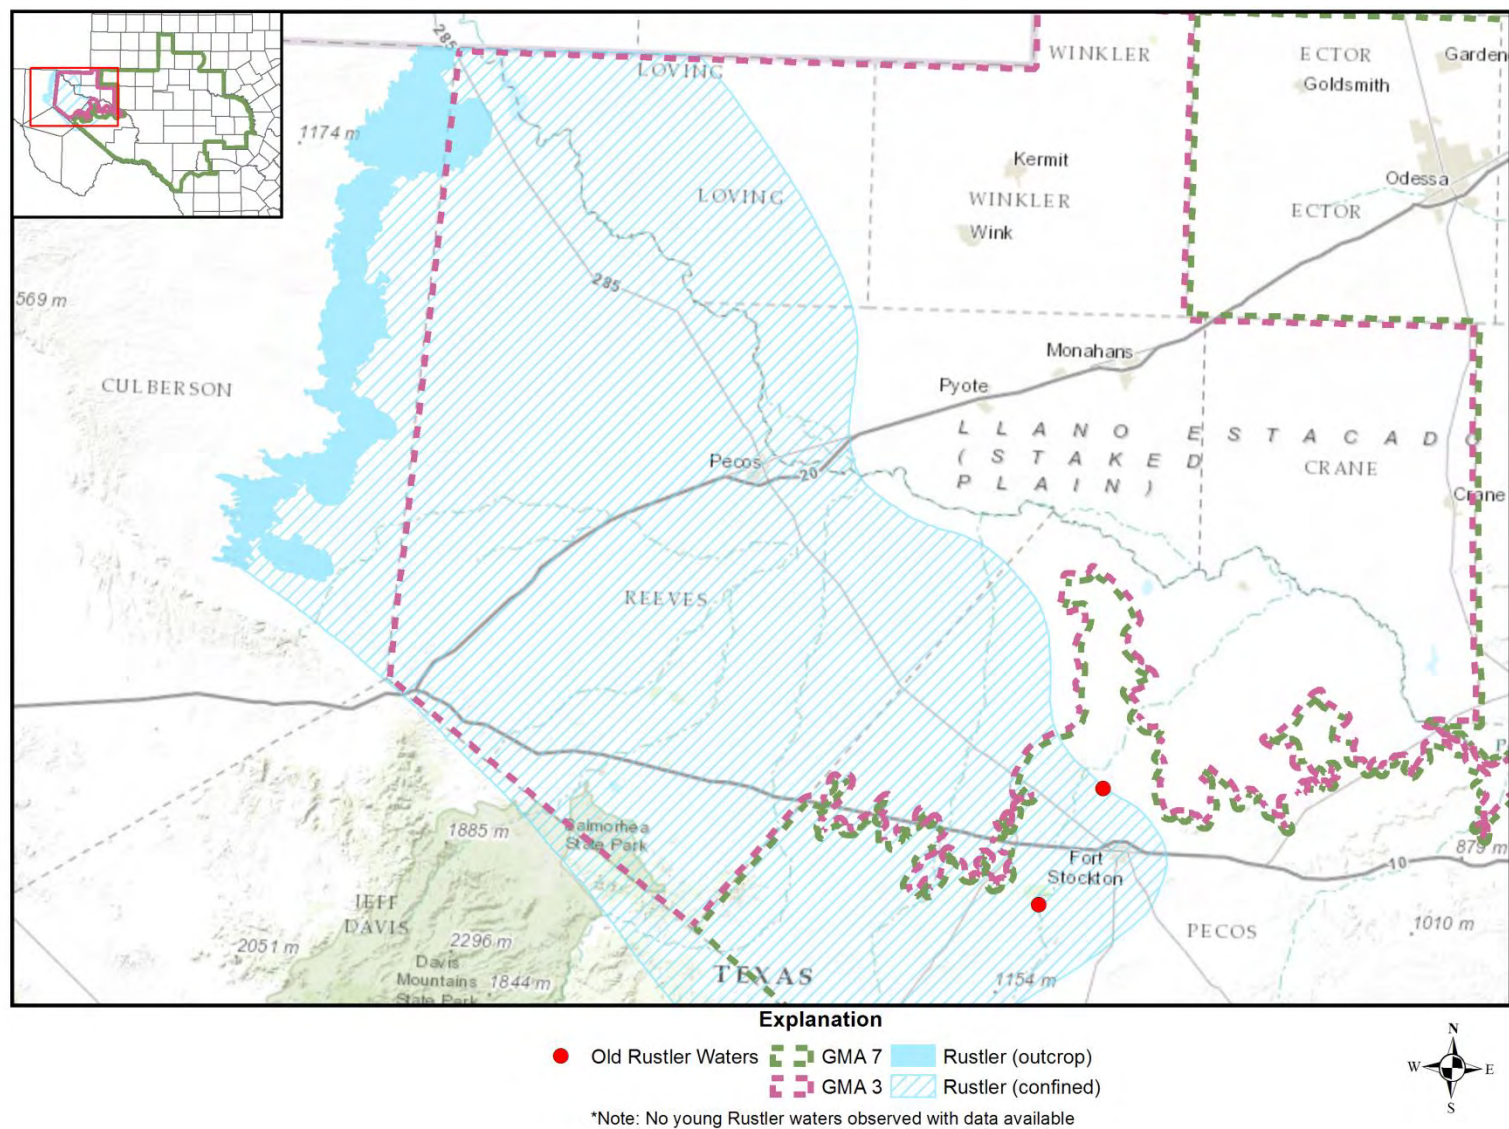 285
LOVING
WINKLER
ECTOR
Garden
Goldsmith
1174 m
Kermit
Odessa
LOVING
WINKLER
ECTOR
Wink
285
569 m
Monahans
CULBERSON
Pyote
LLANO ESTACADO
(STAKED
PLAIN)
CRANE
Pecos
20
Crane
REEVES
P
1885 m
Balmorhea
State Park
879 m
10
Fort
Stockton
JEFF
DAVIS
1010 m
PECOS
2051 m
2296 m
Davis
Mountains
State Park
1844 m
TEXAS
1154 m
Explanation
Old Rustler Waters
GMA 7
Rustler (outcrop)
GMA 3
Rustler (confined)
*Note: No young Rustler waters observed with data available
N
W
E
S